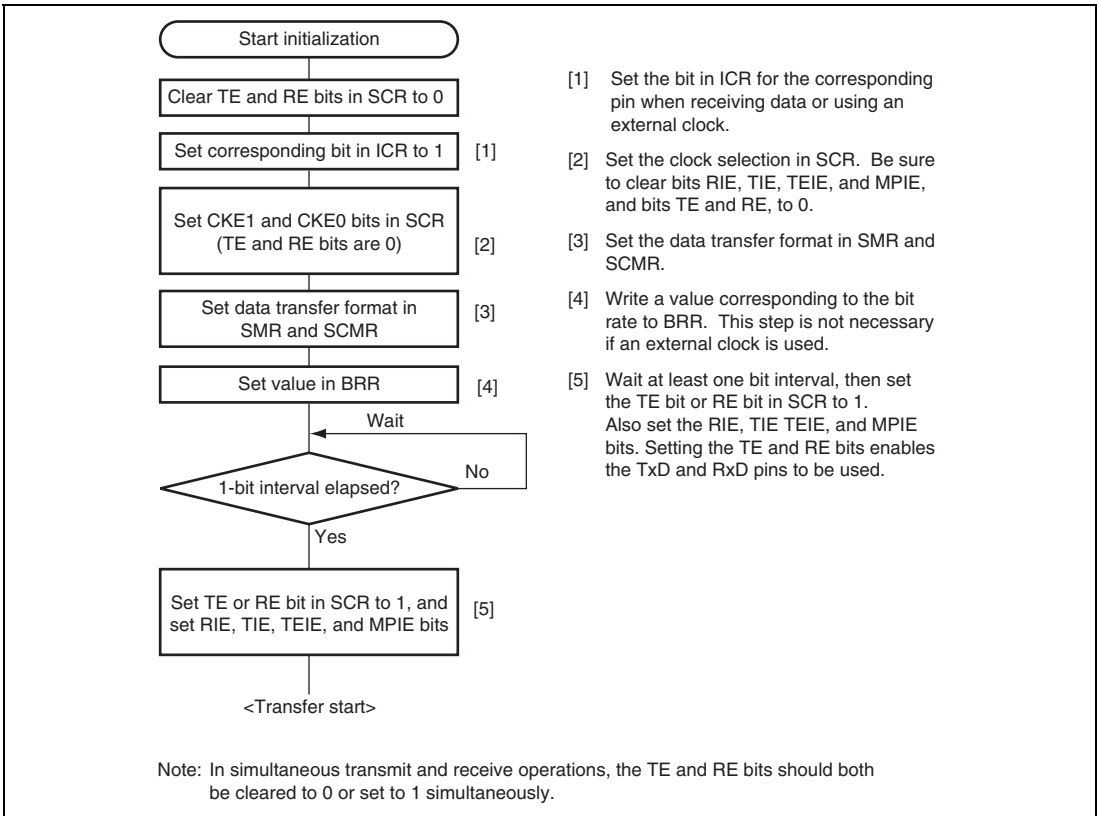 Start initialization
Clear TE and RE bits in SCR to 0
Set corresponding bit in ICR to 1
[1]
Set CKE1 and CKE0 bits in SCR
(TE and RE bits are 0)
[2]
Set data transfer format in
SMR and SCMR
[3]
Set value in BRR
[4]
Wait
No
1-bit interval elapsed?
Yes
Set TE or RE bit in SCR to 1, and
set RIE, TIE, TEIE, and MPIE bits
[5]
<Transfer start>
[1] Set the bit in ICR for the corresponding
pin when receiving data or using an
external clock.
[2] Set the clock selection in SCR. Be sure
to clear bits RIE, TIE, TEIE, and MPIE,
and bits TE and RE, to 0.
[3] Set the data transfer format in SMR and
SCMR.
[4] Write a value corresponding to the bit
rate to BRR. This step is not necessary
if an external clock is used.
[5] Wait at least one bit interval, then set
the TE bit or RE bit in SCR to 1.
Also set the RIE, TIE TEIE, and MPIE
bits. Setting the TE and RE bits enables
the TxD and RxD pins to be used.
Note: In simultaneous transmit and receive operations, the TE and RE bits should both
be cleared to 0 or set to 1 simultaneously.